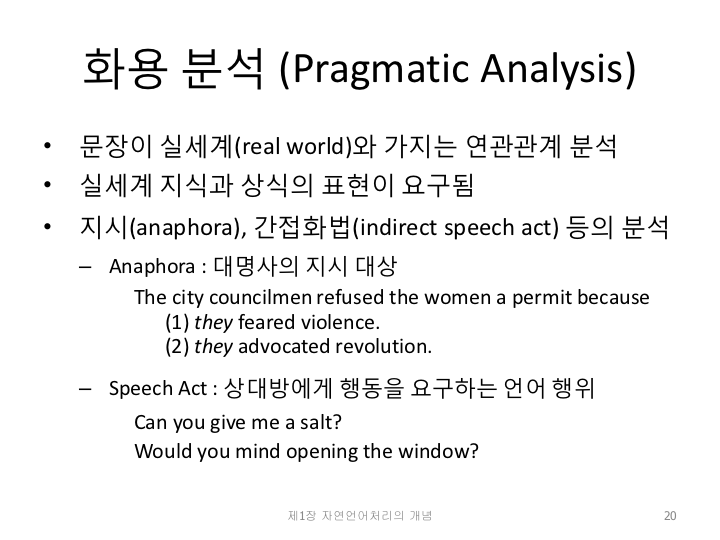 화용 분석 (Pragmatic Analysis)
• 문장이 실세계(real world)와 가지는 연관관계 분석
• 실세계 지식과 상식의 표현이 요구됨
• 지시(anaphora), 간접화법(indirect speech act) 등의 분석
– Anaphora : 대명사의 지시 대상
The city councilmen refused the women a permit because
(1) they feared violence.
(2) they advocated revolution.
– Speech Act : 상대방에게 행동을 요구하는 언어 행위
Can you give me a salt?
Would you mind opening the window?
제1장 자연언어처리의 개념
20